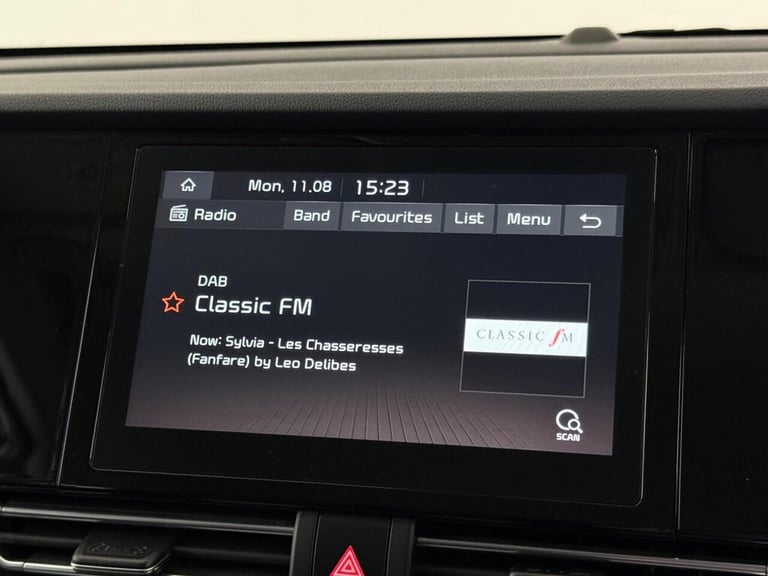 Mon, 11.08 15:23
Radio Band Favourites List Menu
DAB
Classic FM
Now: Sylvia - Les Chasseresses
(Fanfare) by Leo Delibes
CLASSIC fM
SCAN